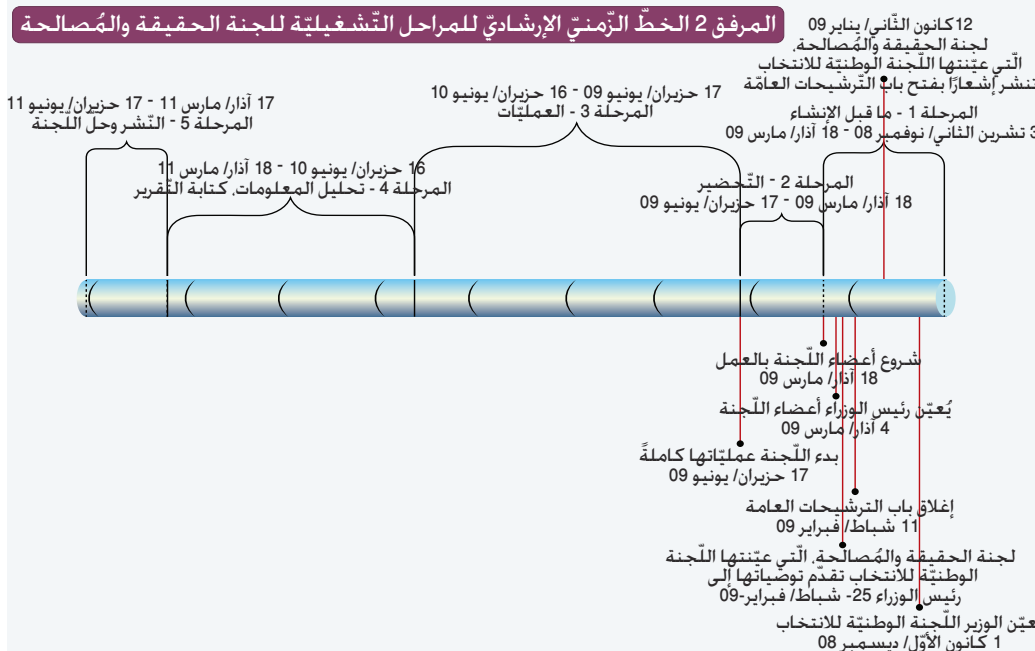 المرفق 2 الخطّ الزّمنيّ الإرشاديّ للمراحل التّشغيليّة للجنة الحقيقة والمُصالحة
12 كانون الثّاني/ يناير 09
لجنة الحقيقة والمُصالحة،
الّتي عيّنتها اللّجنة الوطنيّة للانتخاب
تنشر إشعارًا بفتح باب التّرشيحات العامّة
المرحلة 1 - ما قبل الإنشاء
3 تشرين الثاني/ نوفمبر 08 - 18 آذار/ مارس 09
المرحلة 2 - التّحضير
18 آذار/ مارس 09 - 17 حزيران/ يونيو 09
17 حزيران/ يونيو 09 - 16 حزيران/ يونيو 10
المرحلة 3 - العمليّات
16 حزيران/ يونيو 10 - 18 آذار/ مارس 11
المرحلة 4 - تحليل المعلومات، كتابة التّقرير
17 آذار/ مارس 11 - 17 حزيران/ يونيو 11
المرحلة 5 - النّشر وحلّ اللّجنة
شروع أعضاء اللّجنة بالعمل
18 آذار/ مارس 09
يُعيّن رئيس الوزراء أعضاء اللّجنة
4 آذار/ مارس 09
بدء اللّجنة عمليّاتها كاملةً
17 حزيران/ يونيو 09
إغلاق باب الترشيحات العامة
11 شباط/ فبراير 09
لجنة الحقيقة والمُصالحة، الّتي عيّنتها اللّجنة
الوطنيّة للانتخاب تقدّم توصياتها إلى
رئيس الوزراء 25- شباط/ فبراير-09
عيّن الوزير اللّجنة الوطنيّة للانتخاب
1 كانون الأوّل/ ديسمبر 08